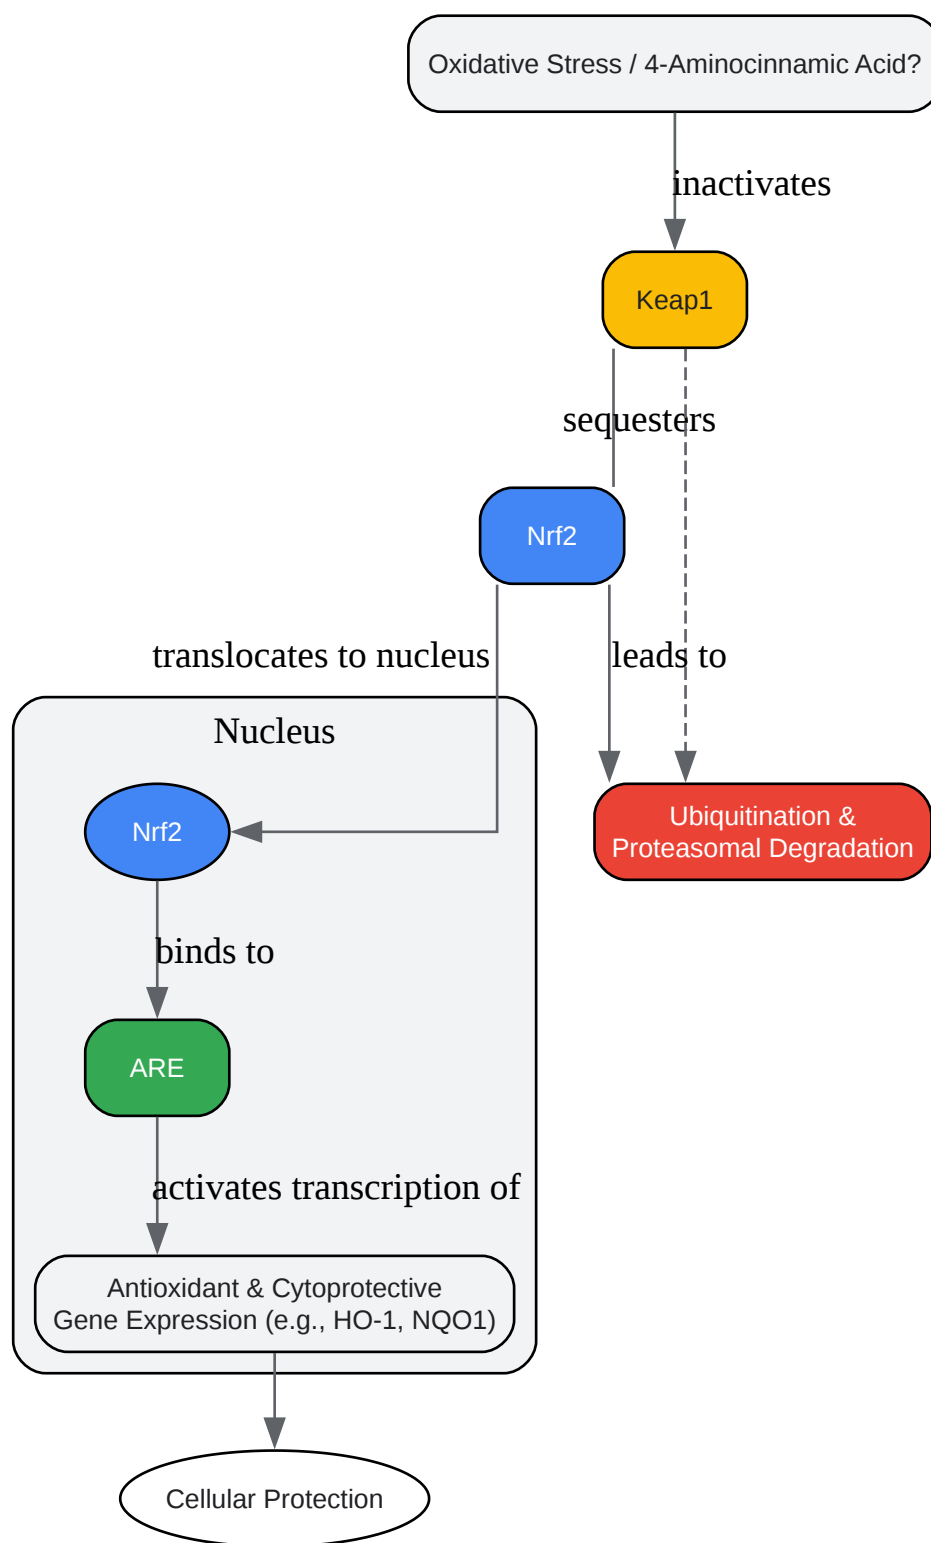 Oxidative Stress / 4-Aminocinnamic Acid?
inactivates
Keap1
sequesters
Nrf2
translocates to nucleus
leads to
Nucleus
Nrf2
Ubiquitination &
Proteasomal Degradation
binds to
ARE
activates transcription of
Antioxidant & Cytoprotective
Gene Expression (e.g., HO-1, NQO1)
Cellular Protection